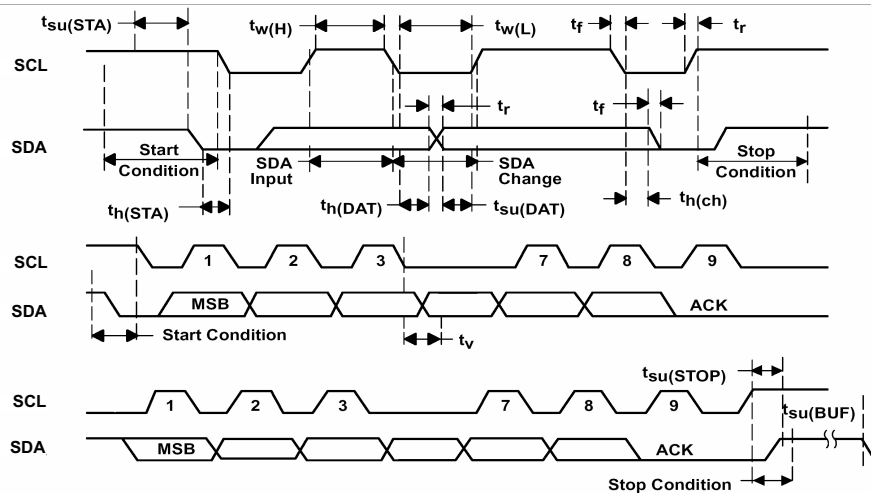 tsu(STA) tw(H) tw(L) tf tr
SCL
tr tf
SDA
Start Condition SDA Input SDA Change Stop Condition
th(STA) th(DAT) tsu(DAT) th(ch)
SCL 1 2 3 7 8 9
SDA MSB ACK
Start Condition tv
tsu(STOP)
SCL 1 2 3 7 8 9
tsu(BUF)
SDA MSB ACK
Stop Condition